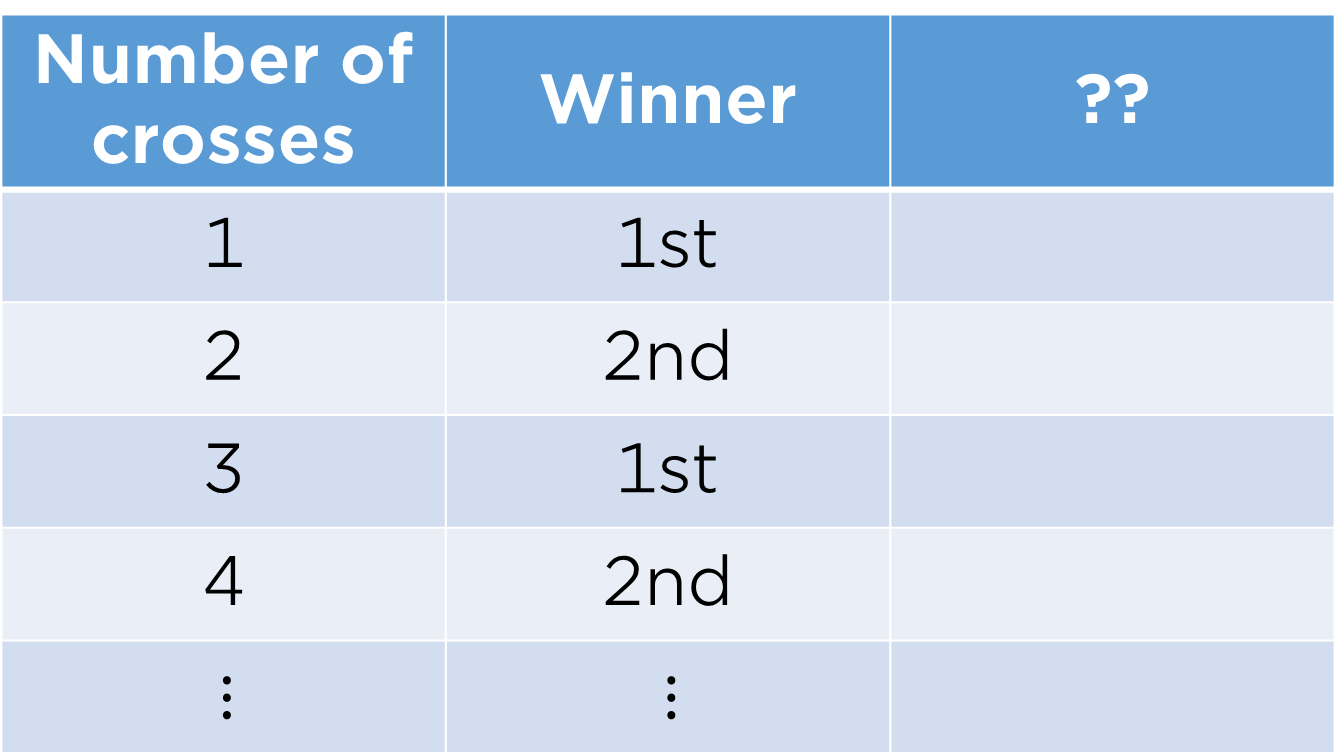 Number of
crosses
Winner
??
1
1st
2
2nd
3
1st
4
2nd
⋮
⋮